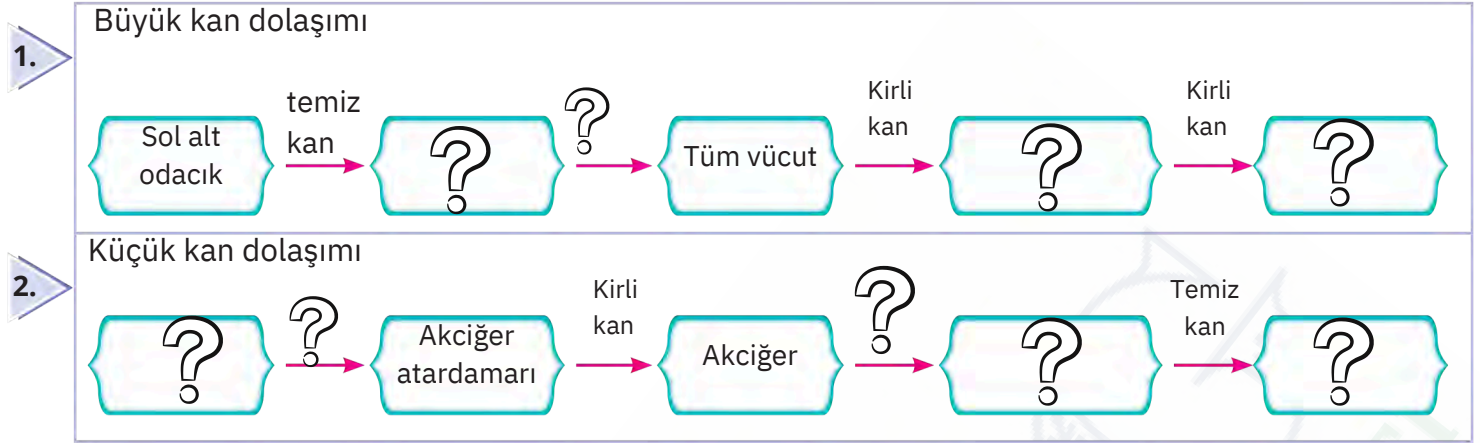 1.
Büyük kan dolaşımı
Sol alt
odacık
temiz
kan
?
?
Tüm vücut
Kirli
kan
?
Kirli
kan
?
2.
Küçük kan dolaşımı
?
?
Akciğer
atardamarı
Kirli
kan
Akciğer
?
?
Temiz
kan
?